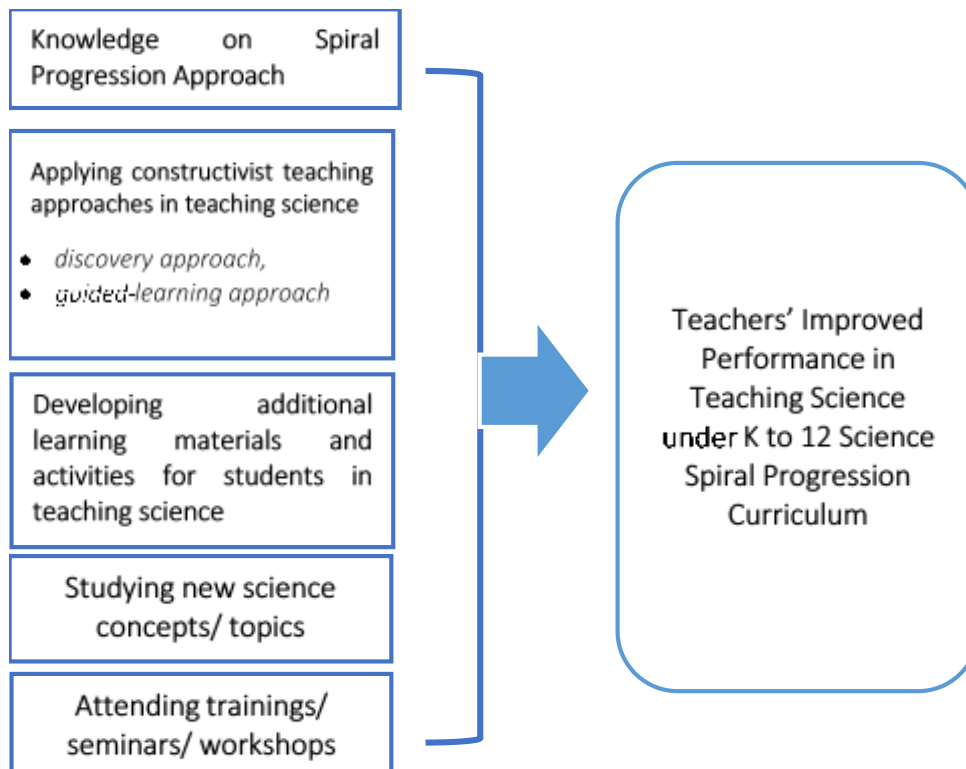 Knowledge on Spiral
Progression Approach
Applying constructivist teaching
approaches in teaching science
• discovery approach,
• guided-learning approach
Developing additional
learning materials and
activities for students in
teaching science
Studying new science
concepts/ topics
Attending trainings/
seminars/ workshops
Teachers’ Improved
Performance in
Teaching Science
under K to 12 Science
Spiral Progression
Curriculum